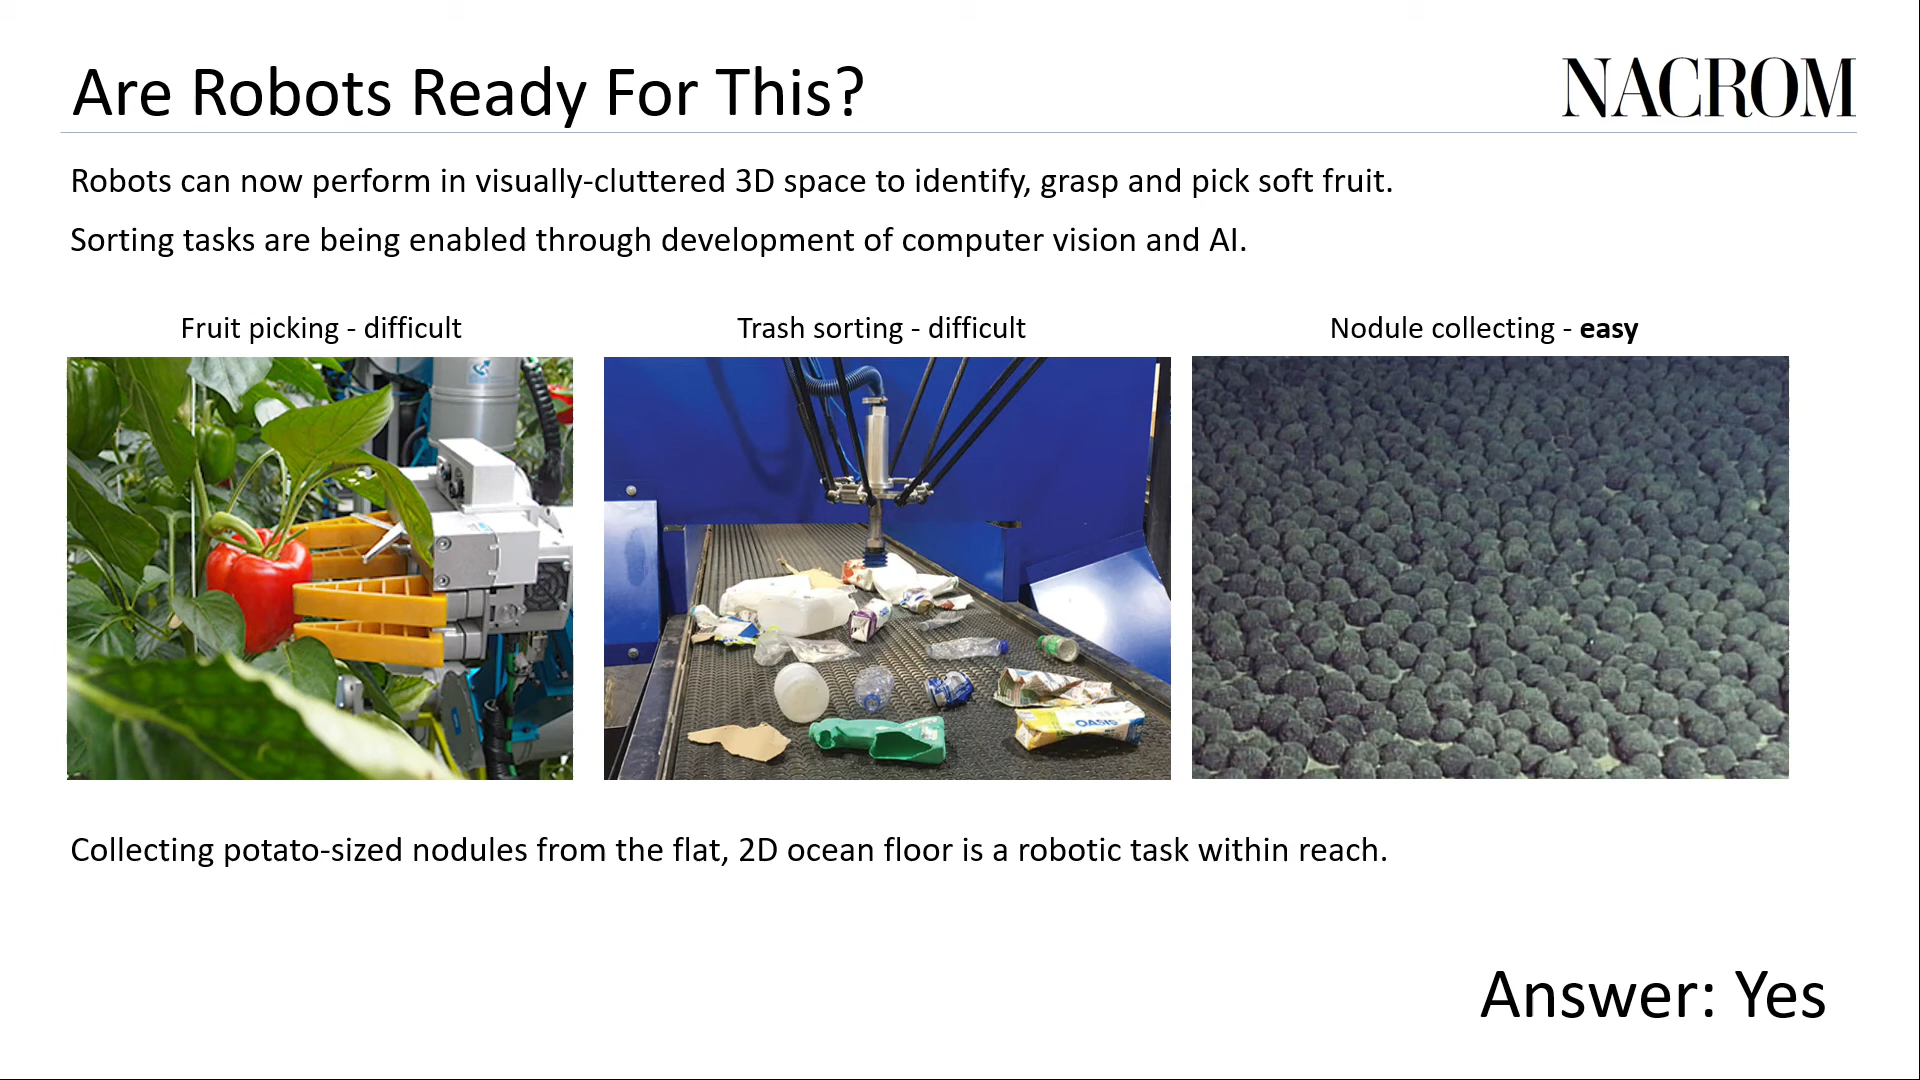 Are Robots Ready For This?
NACROM
Robots can now perform in visually-cluttered 3D space to identify, grasp and pick soft fruit.
Sorting tasks are being enabled through development of computer vision and AI.
Fruit picking - difficult
Trash sorting - difficult
Nodule collecting - easy
OASIS
Collecting potato-sized nodules from the flat, 2D ocean floor is a robotic task within reach.
Answer: Yes